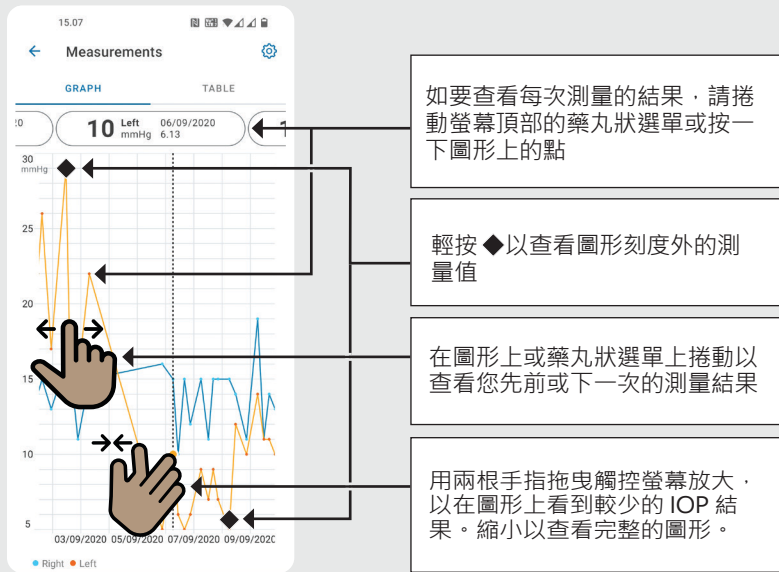 15.07
Measurements
GRAPH
TABLE
10 Left 06/09/2020
mmHg 6.13
30
mmHg
25
20
15
10
5
03/09/2020 05/09/2020 07/09/2020 09/09/2020
Right Left
如要查看每次測量的結果，請捲
動螢幕頂部的藥丸狀選單或按一
下圖形上的點
輕按 ◆以查看圖形刻度外的測
量值
在圖形上或藥丸狀選單上捲動以
查看您先前或下一次的測量結果
用兩根手指拖曳觸控螢幕放大，
以在圖形上看到較少的 IOP 結
果。縮小以查看完整的圖形。